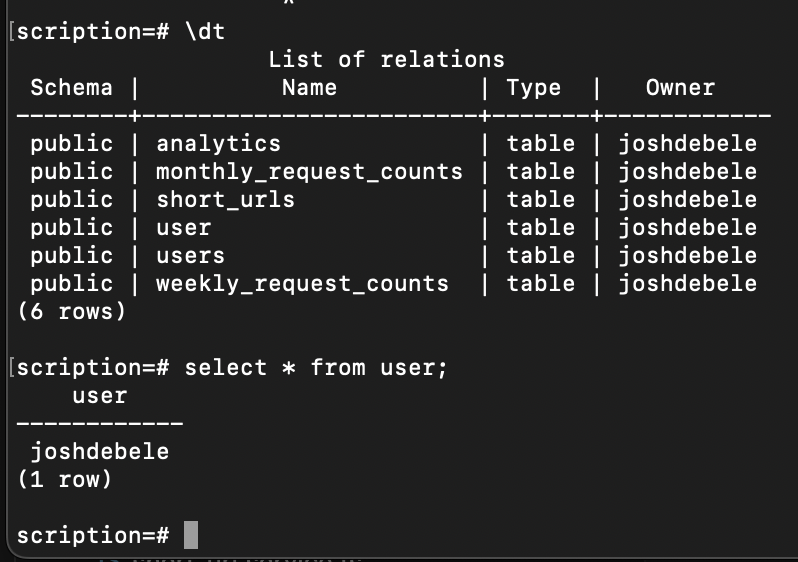 [scription=# \dt
List of relations
Schema | Name | Type | Owner
--------+------------------------+-------+------------
public | analytics | table | joshdebele
public | monthly_request_counts | table | joshdebele
public | short_urls | table | joshdebele
public | user | table | joshdebele
public | users | table | joshdebele
public | weekly_request_counts | table | joshdebele
(6 rows)
[scription=# select * from user;
user
------------
joshdebele
(1 row)
scription=#